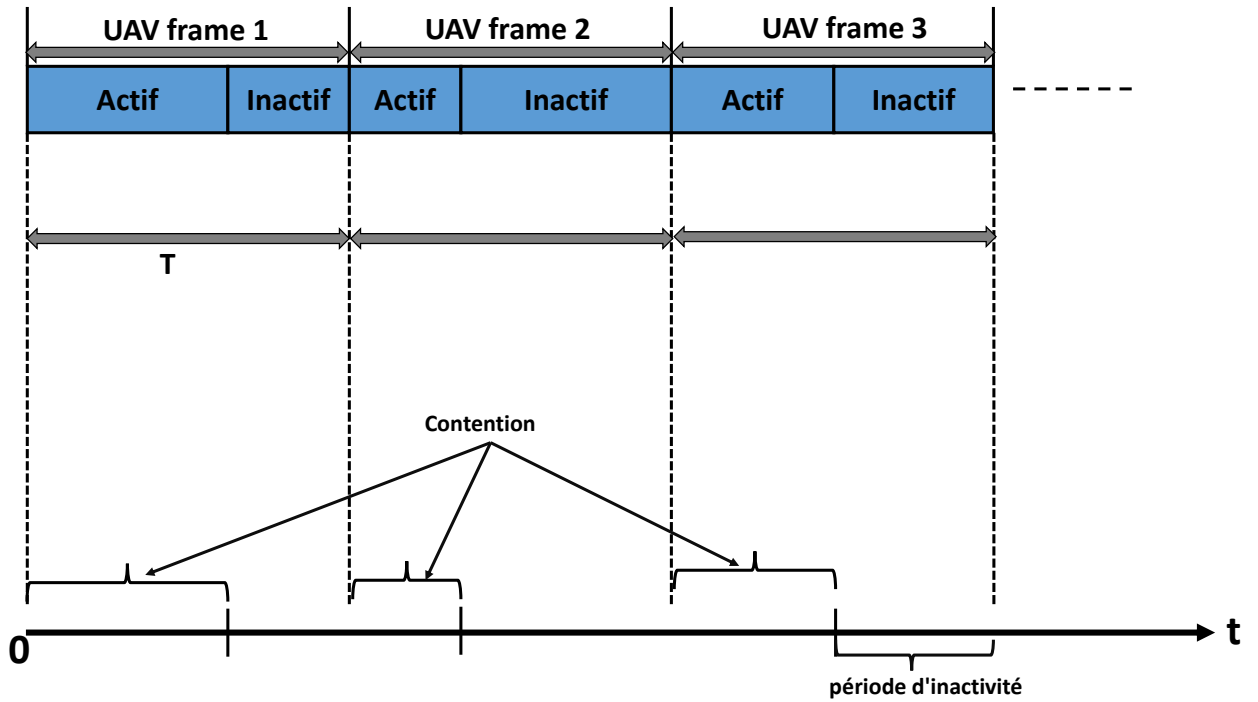 UAV frame 1 UAV frame 2 UAV frame 3
Actif Inactif Actif Inactif Actif Inactif
T
Contention
0 t
période d'inactivité